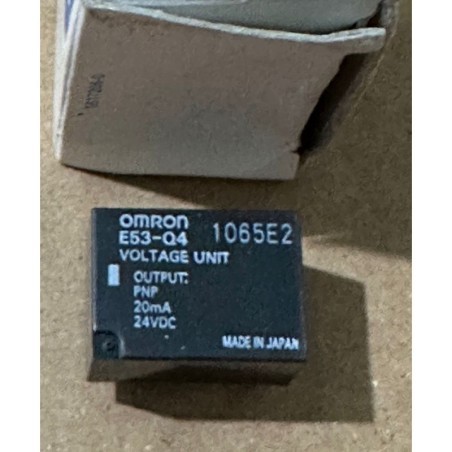 OMRON
E53-Q4 1065E2
VOLTAGE UNIT
OUTPUT:
PNP
20mA
24VDC
MADE IN JAPAN